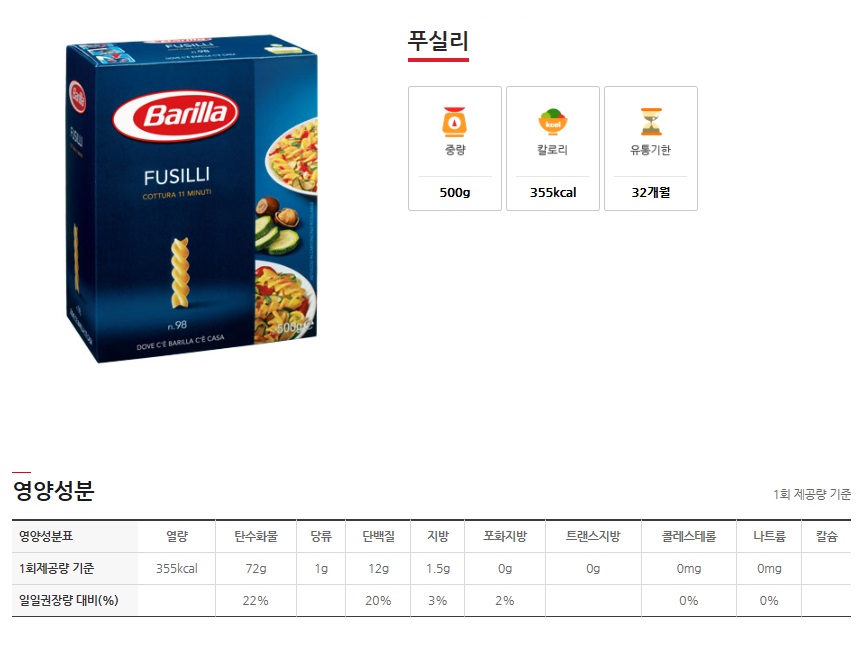 푸실리
FUSILLI
n.98
DOVE C'È BARILLA C'È CASA
Barilla
Barilla
FUSILLI
COTTURA 11 MINUTI
n.98
DOVE C'È BARILLA C'È CASA
500g e
중량
칼로리
유통기한
500g
355kcal
32개월
영양성분
1회 제공량 기준
영양성분표 열량 탄수화물 당류 단백질 지방 포화지방 트랜스지방 콜레스테롤 나트륨 칼슘
1회제공량 기준 355kcal 72g 1g 12g 1.5g 0g 0g 0mg 0mg
일일권장량 대비(%) 22% 20% 3% 2% 0% 0%